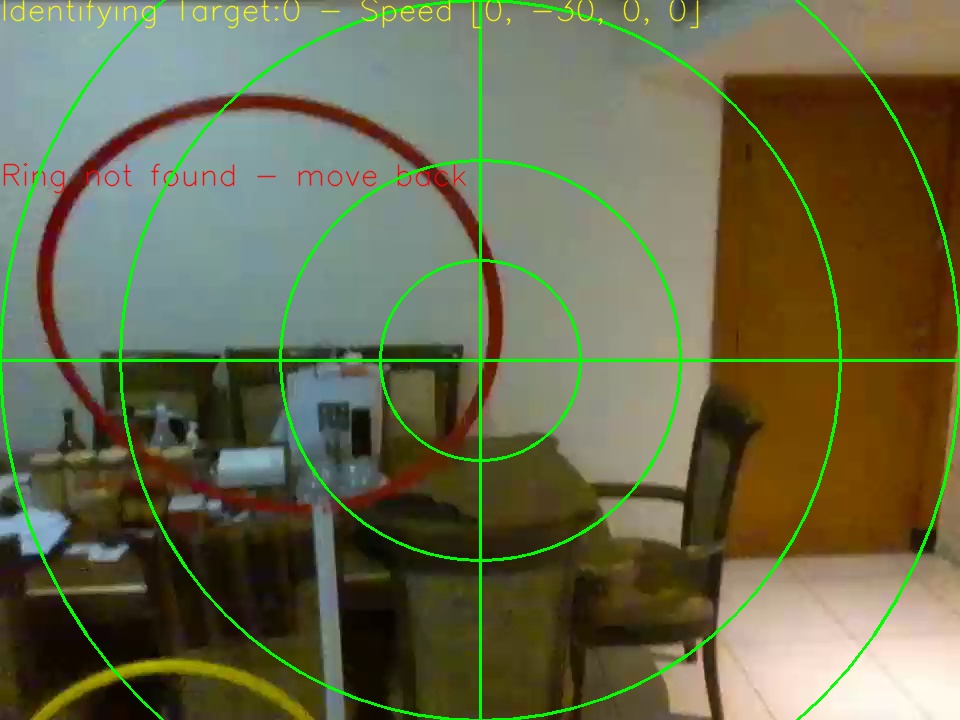 Identifying Target:0 - Speed [0, -30, 0, 0]
Ring not found - move back